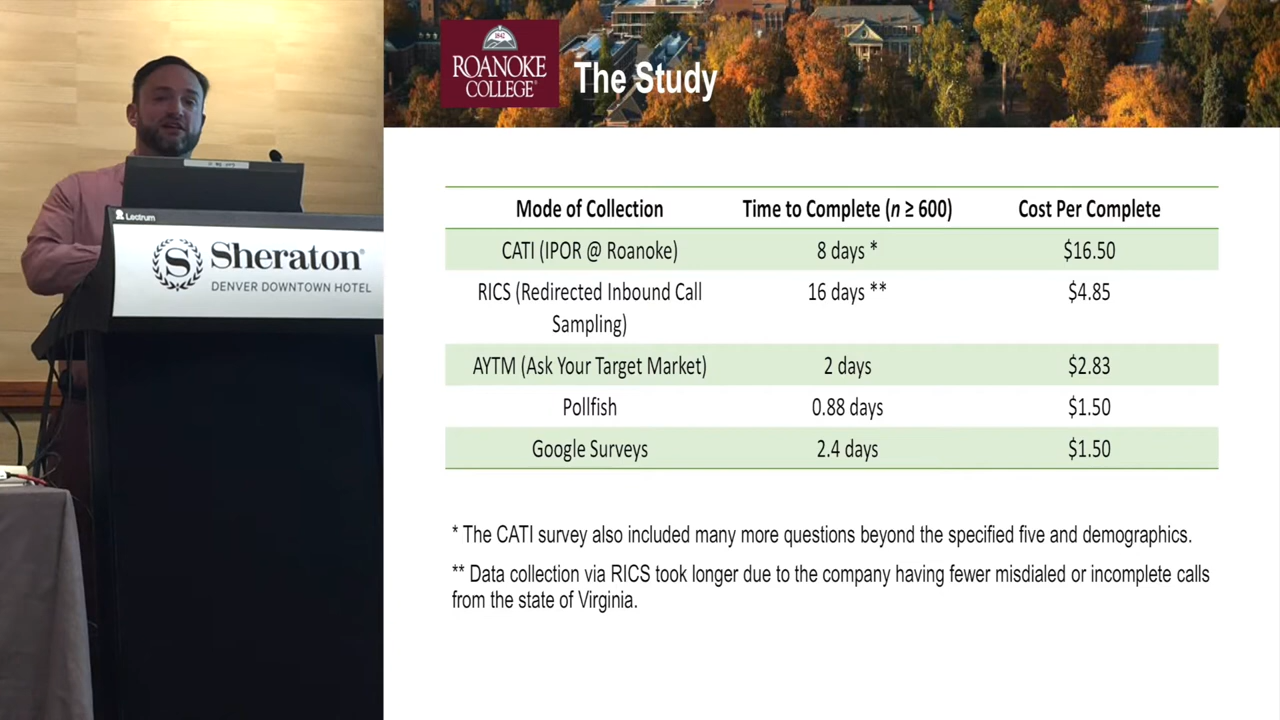 Lectrum
S
Sheraton®
DENVER DOWNTOWN HOTEL
1842
ROANOKE
COLLEGE®
The Study
Mode of Collection Time to Complete (n ≥ 600) Cost Per Complete
CATI (IPOR @ Roanoke) 8 days * $16.50
RICS (Redirected Inbound Call
Sampling) 16 days ** $4.85
AYTM (Ask Your Target Market) 2 days $2.83
Pollfish 0.88 days $1.50
Google Surveys 2.4 days $1.50
* The CATI survey also included many more questions beyond the specified five and demographics.
** Data collection via RICS took longer due to the company having fewer misdialed or incomplete calls
from the state of Virginia.